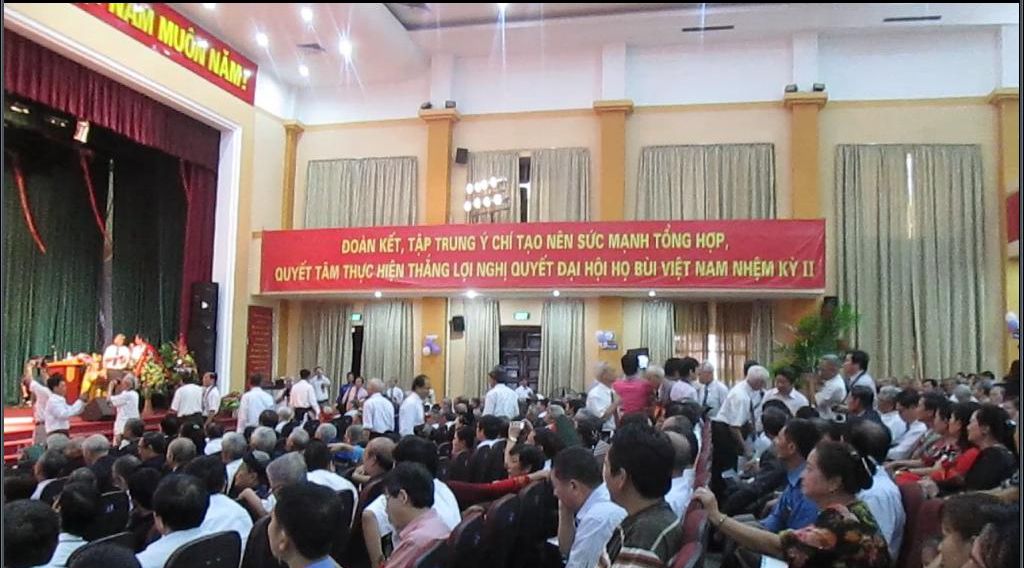 NAM MUÔN NĂM!
ĐOÀN KẾT, TẬP TRUNG Ý CHÍ TẠO NÊN SỨC MẠNH TỔNG HỢP,
QUYẾT TÂM THỰC HIỆN THẮNG LỢI NGHỊ QUYẾT ĐẠI HỘI HỌ BÙI VIỆT NAM NHIỆM KỲ II